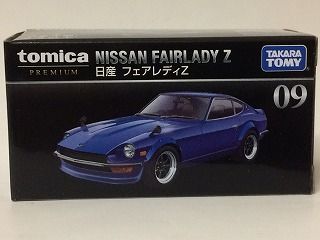 tomica NISSAN FAIRLADY Z
PREMIUM 日産 フェアレディZ
TAKARA
TOMY
09